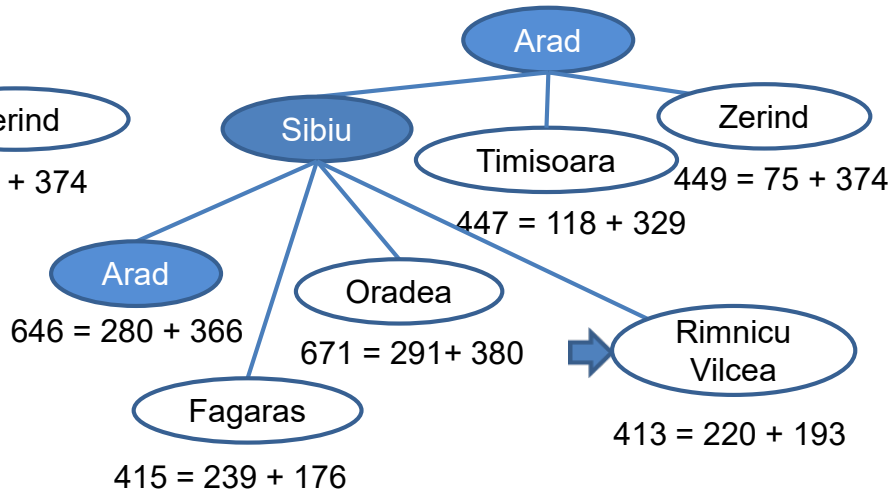 Arad
erind
+ 374
Sibiu
Timisoara
Zerind
449 = 75 + 374
447 = 118 + 329
Arad
646 = 280 + 366
Oradea
671 = 291+ 380
Rimnicu
Vilcea
413 = 220 + 193
Fagaras
415 = 239 + 176